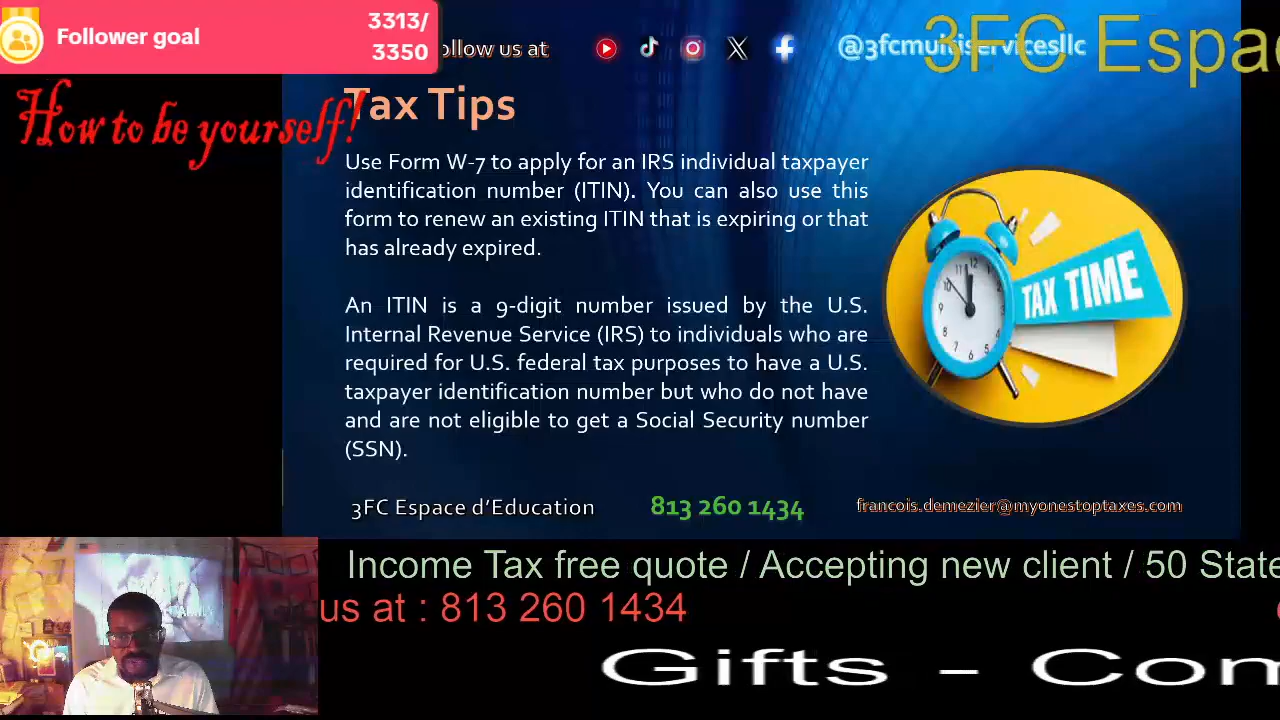 Follower goal
3313/
3350
ollow us at
@3fcmultiservicesllc
3FC Espac
How to be yourself!
Tax Tips
Use Form W-7 to apply for an IRS individual taxpayer
identification number (ITIN). You can also use this
form to renew an existing ITIN that is expiring or that
has already expired.
An ITIN is a 9-digit number issued by the U.S.
Internal Revenue Service (IRS) to individuals who are
required for U.S. federal tax purposes to have a U.S.
taxpayer identification number but who do not have
and are not eligible to get a Social Security number
(SSN).
TAX TIME
3FC Espace d'Education
813 260 1434
francois.demezier@myonestoptaxes.com
Income Tax free quote / Accepting new client / 50 State
us at : 813 260 1434
Gifts - Com